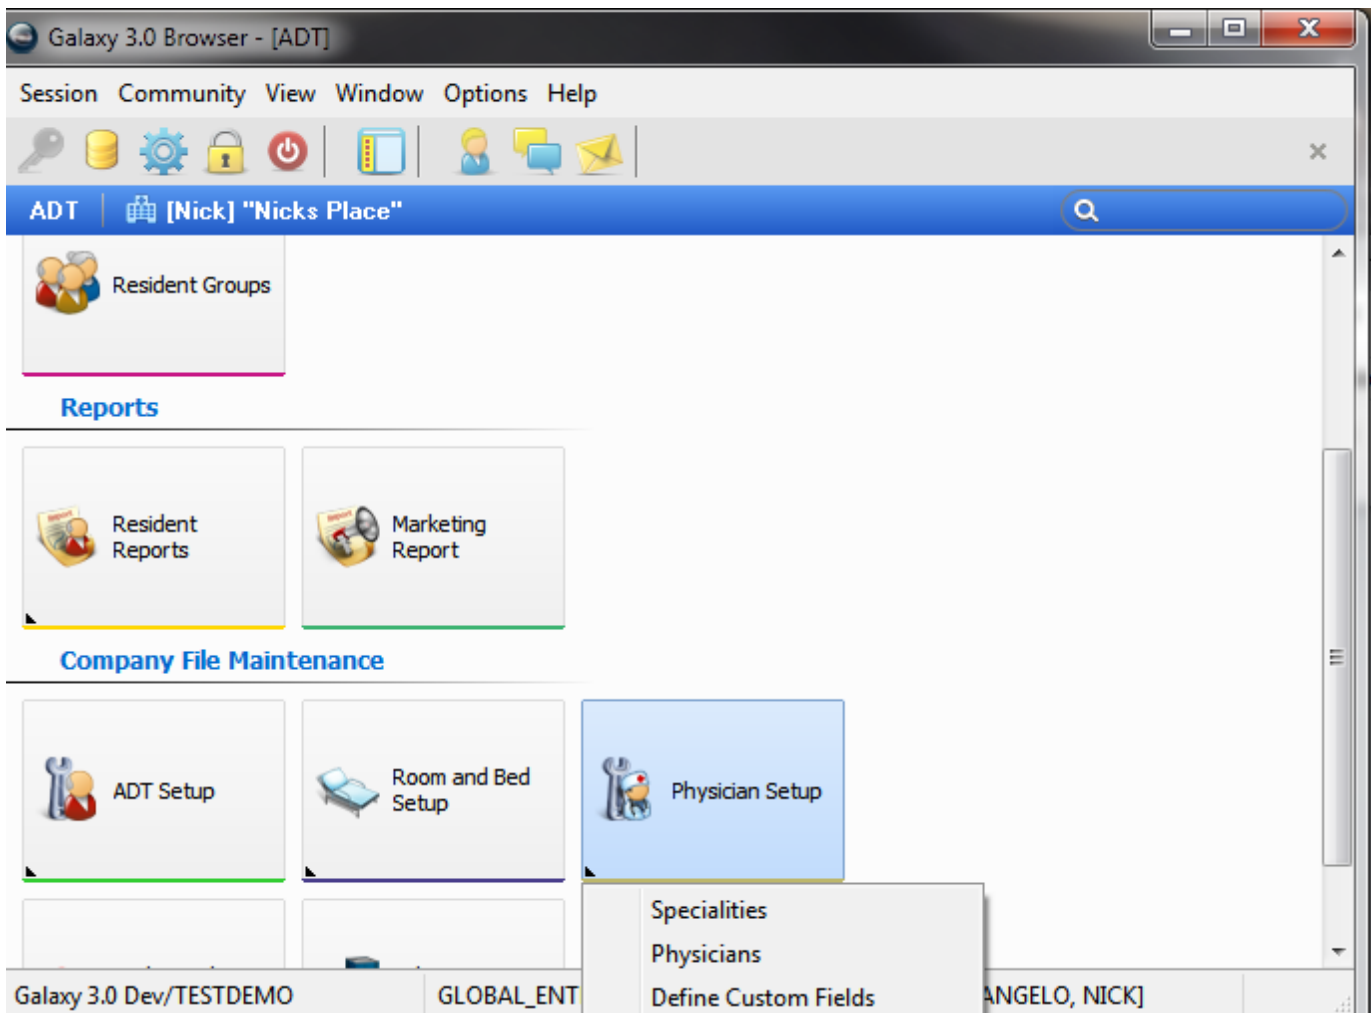 Galaxy 3.0 Browser - [ADT]
Session Community View Window Options Help
ADT [Nick] "Nicks Place"
Resident Groups
Reports
Resident
Reports
Marketing
Report
Company File Maintenance
ADT Setup
Room and Bed
Setup
Physician Setup
Specialities
Physicians
Define Custom Fields
Galaxy 3.0 Dev/TESTDEMO GLOBAL_ENT ANGELO, NICK]